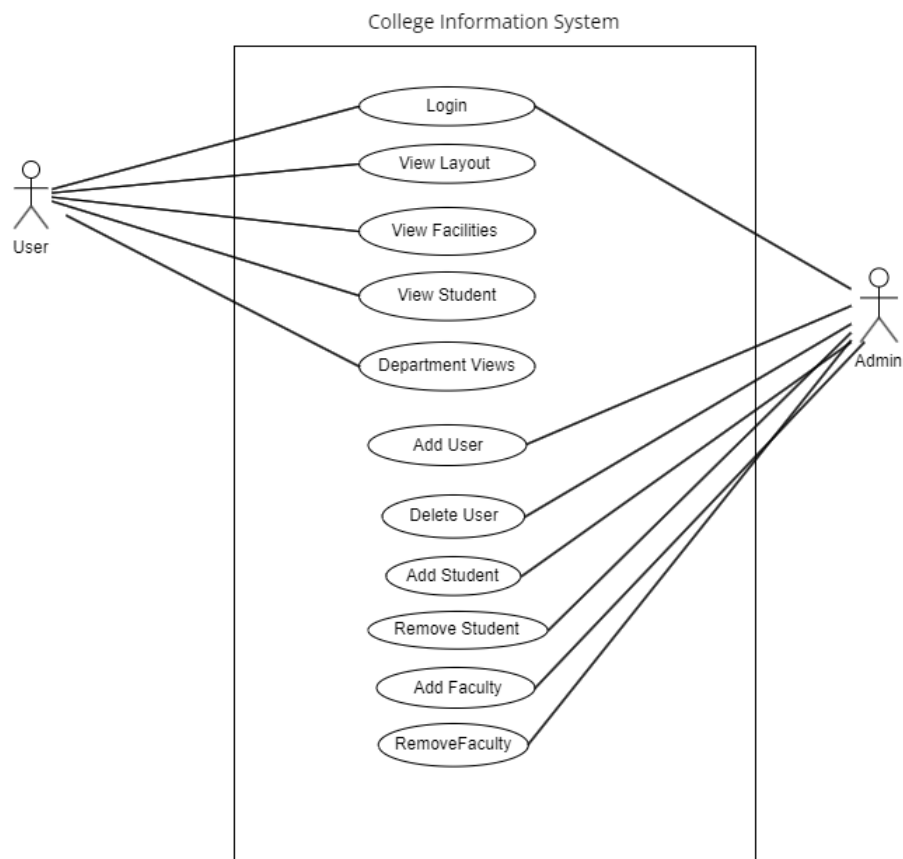 College Information System
Login
View Layout
User
View Facilities
View Student
Admin
Department Views
Add User
Delete User
Add Student
Remove Student
Add Faculty
RemoveFaculty